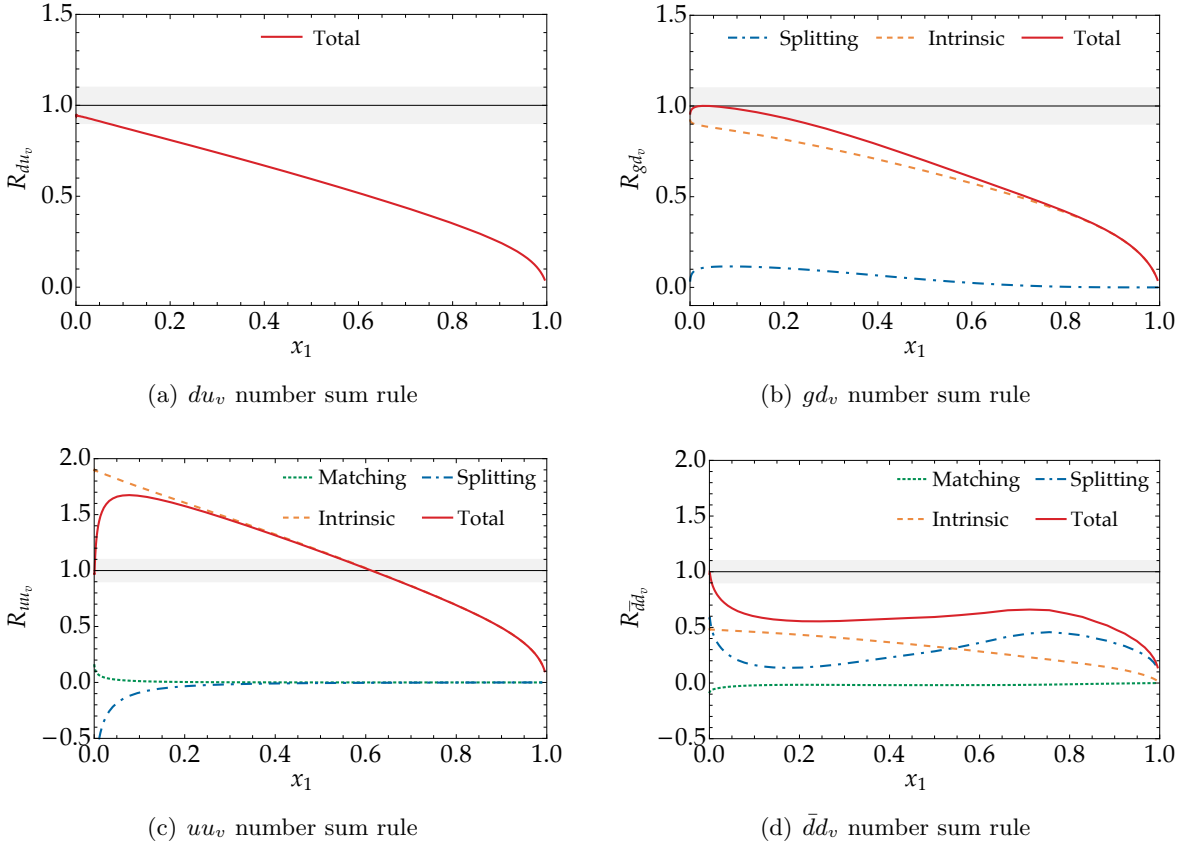 Total
1.5
1.0
0.5
0.0
R_{du_v}
0.0 0.2 0.4 0.6 0.8 1.0
x_1
(a) du_v number sum rule
Splitting Intrinsic Total
1.5
1.0
0.5
0.0
R_{gd_v}
0.0 0.2 0.4 0.6 0.8 1.0
x_1
(b) gd_v number sum rule
Matching Splitting
Intrinsic Total
2.0
1.5
1.0
0.5
0.0
−0.5
R_{uu_v}
0.0 0.2 0.4 0.6 0.8 1.0
x_1
(c) uu_v number sum rule
Matching Splitting
Intrinsic Total
2.0
1.5
1.0
0.5
0.0
−0.5
R_{d̄d_v}
0.0 0.2 0.4 0.6 0.8 1.0
x_1
(d) d̄d_v number sum rule